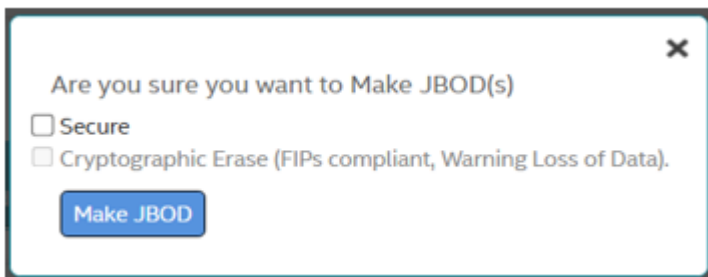 Are you sure you want to Make JBOD(s)
Secure
Cryptographic Erase (FIPs compliant, Warning Loss of Data).
Make JBOD